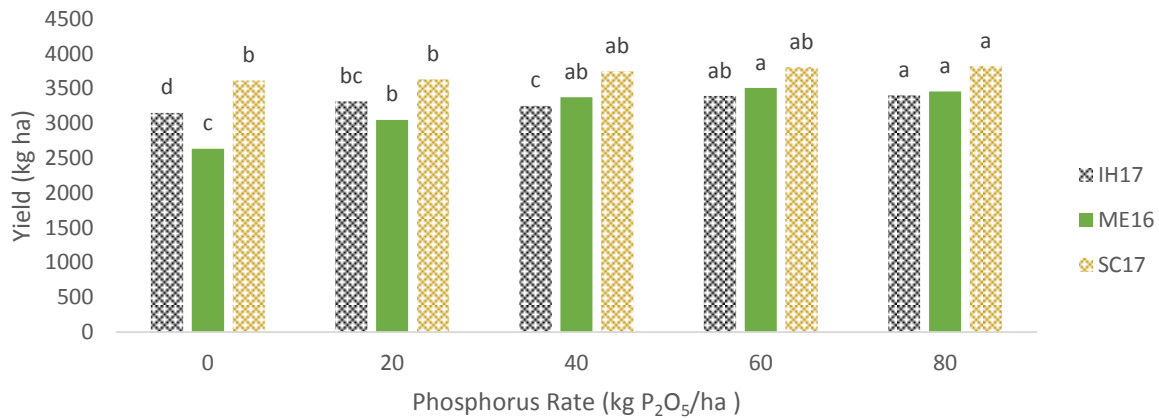 4500
4000
3500
3000
2500
2000
1500
1000
500
0
Yield (kg ha)
d
c
b
bc
b
b
c
ab
ab
ab
a
ab
a
a
a
0 20 40 60 80
Phosphorus Rate (kg P₂O₅/ha )
IH17
ME16
SC17